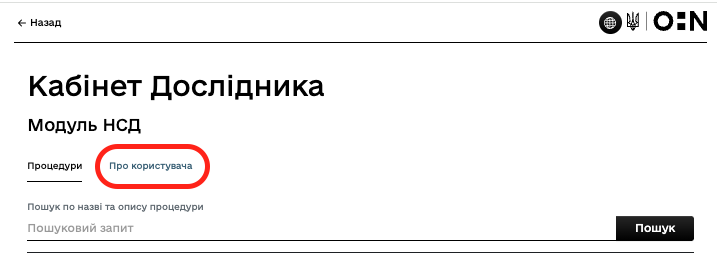 ← Назад
O:N
Кабінет Дослідника
Модуль НСД
Процедури Про користувача
Пошук по назві та опису процедури
Пошуковий запит Пошук